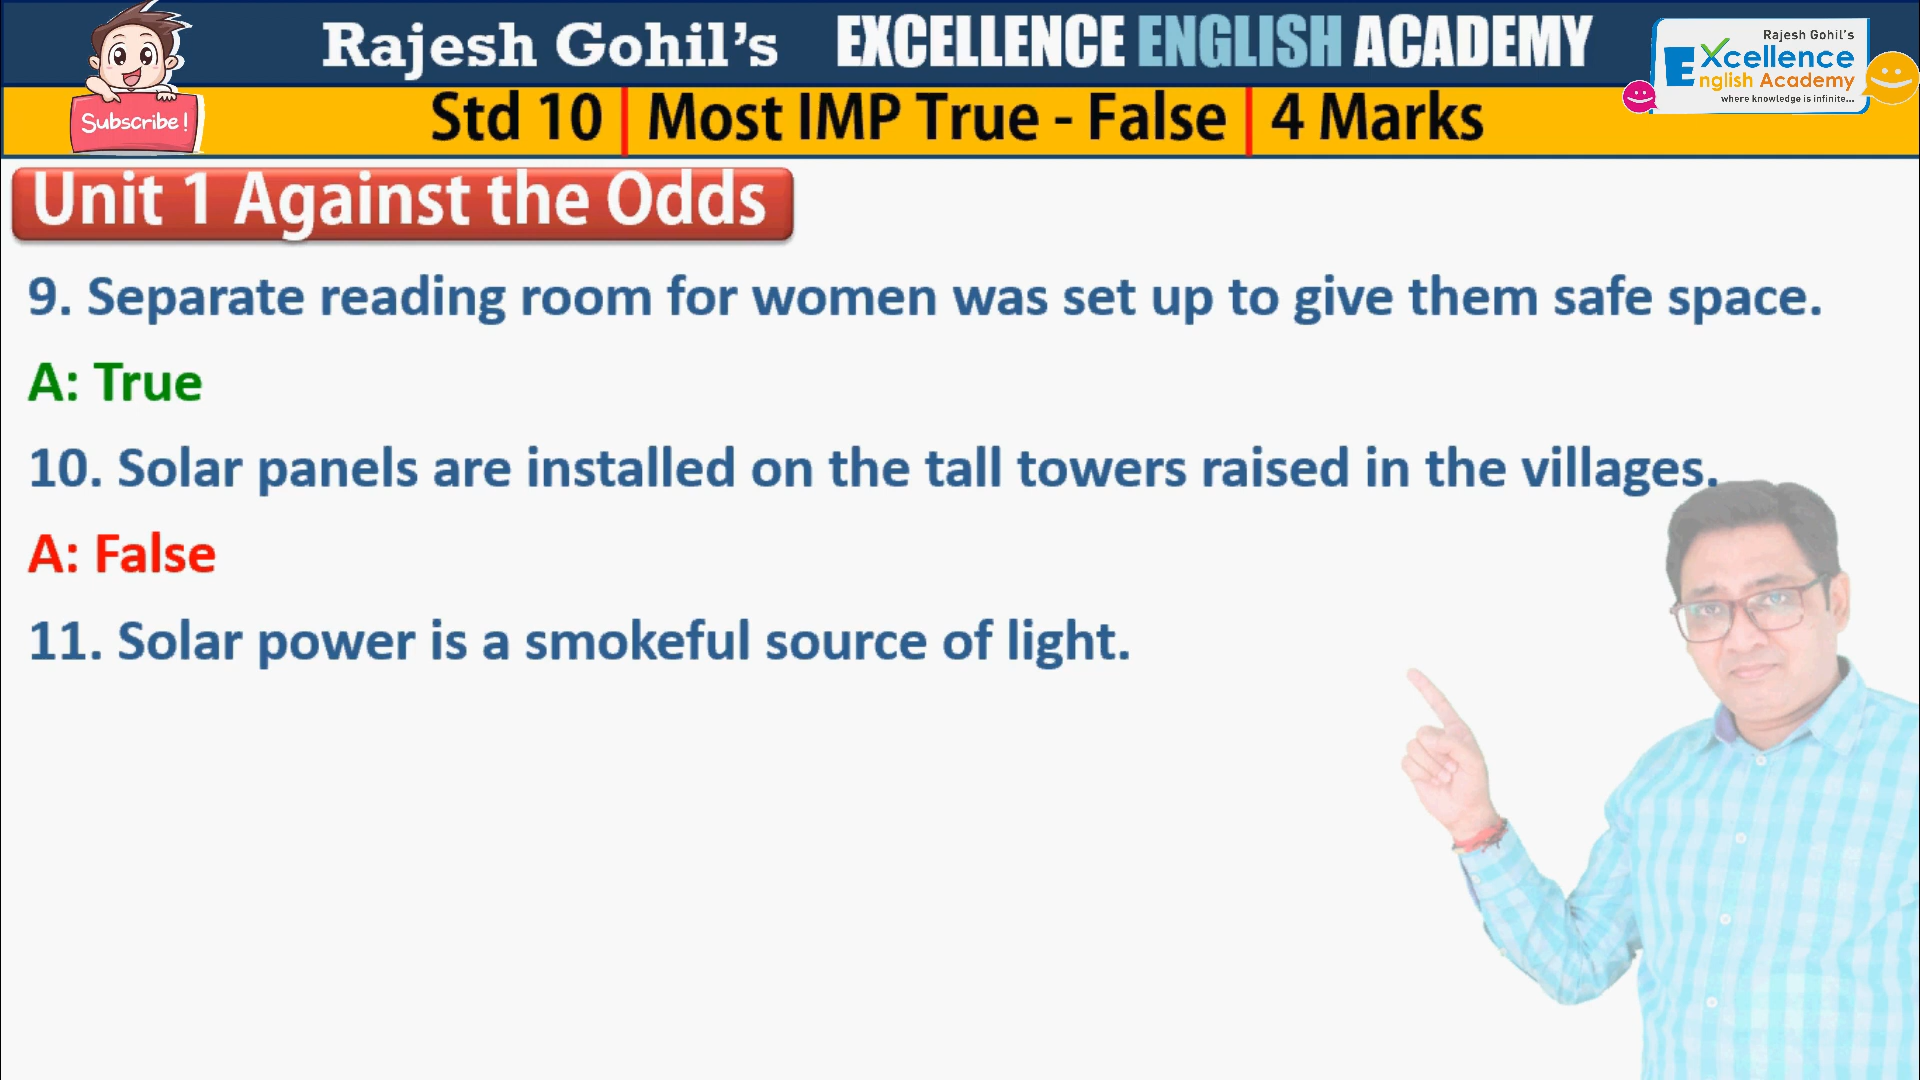 Rajesh Gohil's EXCELLENCE ENGLISH ACADEMY
Rajesh Gohil's
Excellence
English Academy
where knowledge is infinite...
Subscribe!
Std 10 | Most IMP True - False | 4 Marks
Unit 1 Against the Odds
9. Separate reading room for women was set up to give them safe space.
A: True
10. Solar panels are installed on the tall towers raised in the villages.
A: False
11. Solar power is a smokeful source of light.